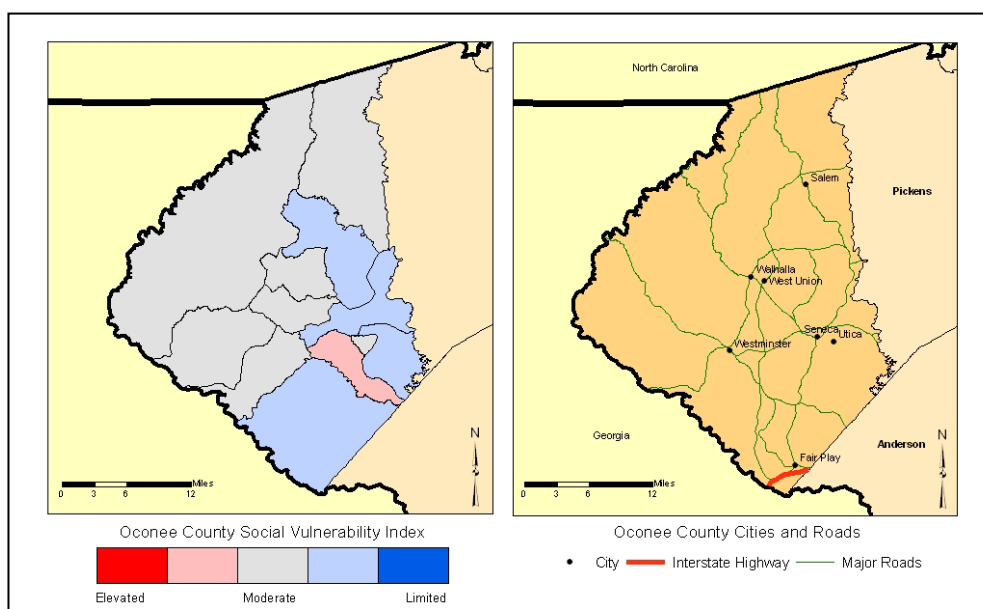 N
Miles
0 3 6 12
Oconee County Social Vulnerability Index
Elevated Moderate Limited
North Carolina
Salem
Pickens
Walhalla
West Union
Seneca
Utica
Westminster
Georgia
Anderson
Fair Play
N
Miles
0 3 6 12
Oconee County Cities and Roads
City Interstate Highway Major Roads